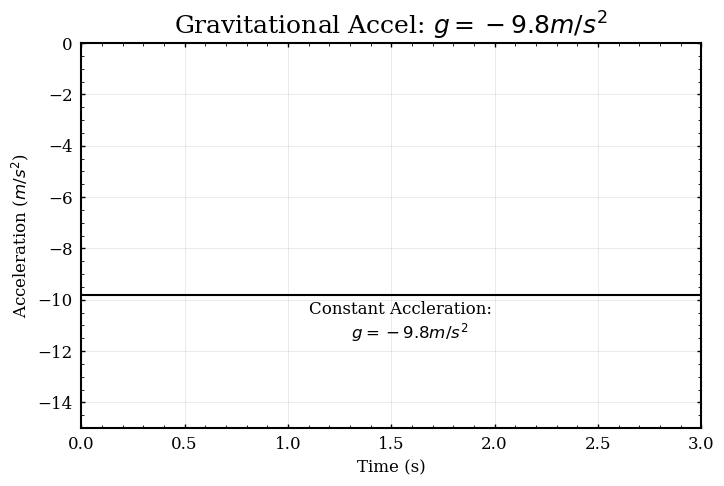 Gravitational Accel: g = −9.8m/s²
0
−2
−4
−6
−8
−10
−12
−14
Acceleration (m/s²)
Constant Accleration:
g = −9.8m/s²
0.0 0.5 1.0 1.5 2.0 2.5 3.0
Time (s)